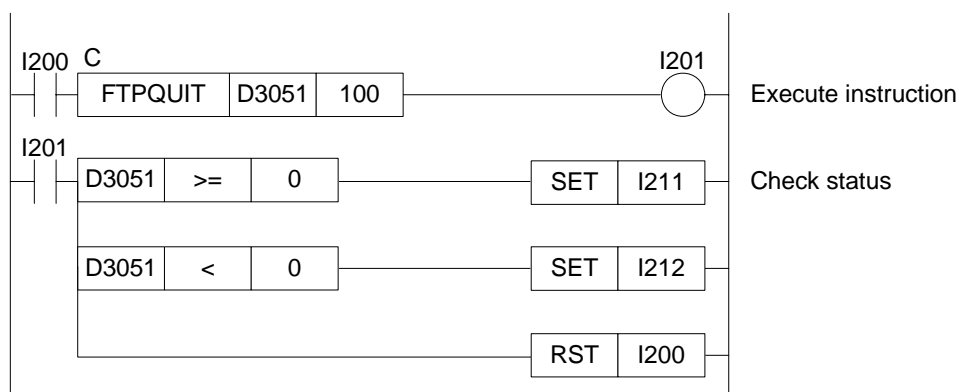 I200 C I201
FTPQUIT D3051 100 Execute instruction
I201
D3051 >= 0 SET I211 Check status
D3051 < 0 SET I212
RST I200